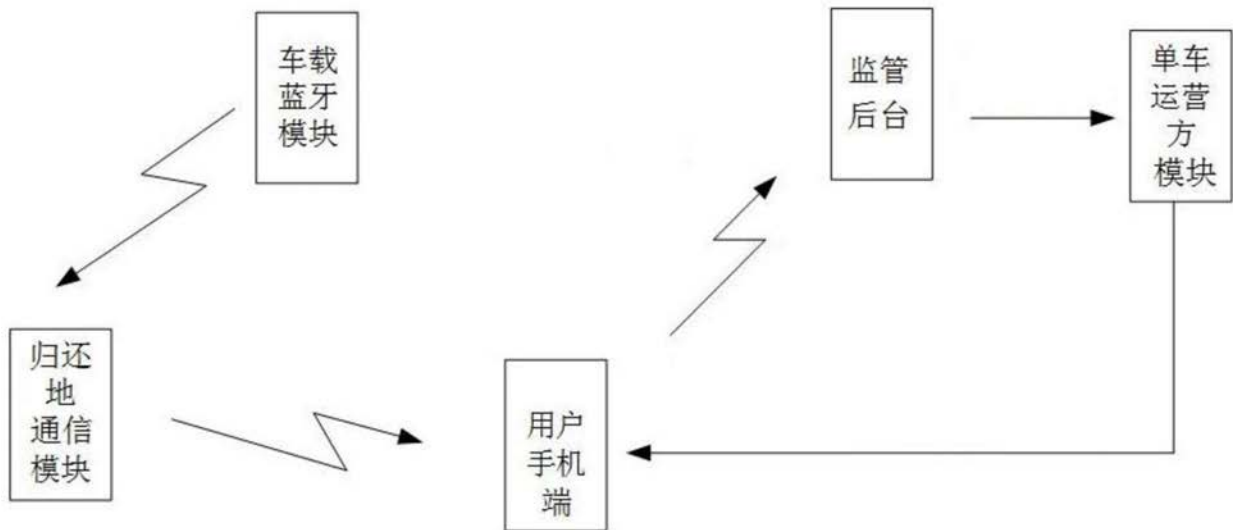 车载
蓝牙
模块
监管
后台
单车
运营
方
模块
归还
地
通信
模块
用户
手机
端